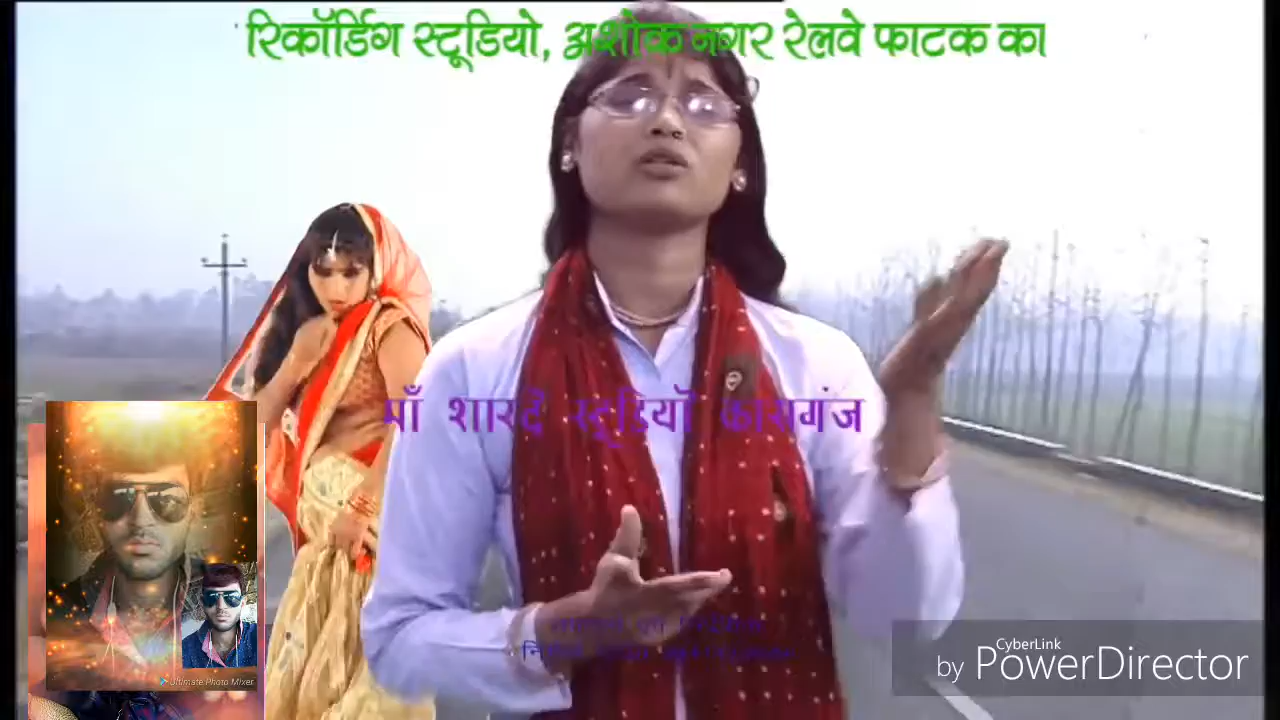 रिकॉर्डिग स्टूडियो, अशोक नगर रेलवे फाटक का
माँ शारदे स्टूडियों कासगंज
CyberLink
by PowerDirector
Ultimate Photo Mixer